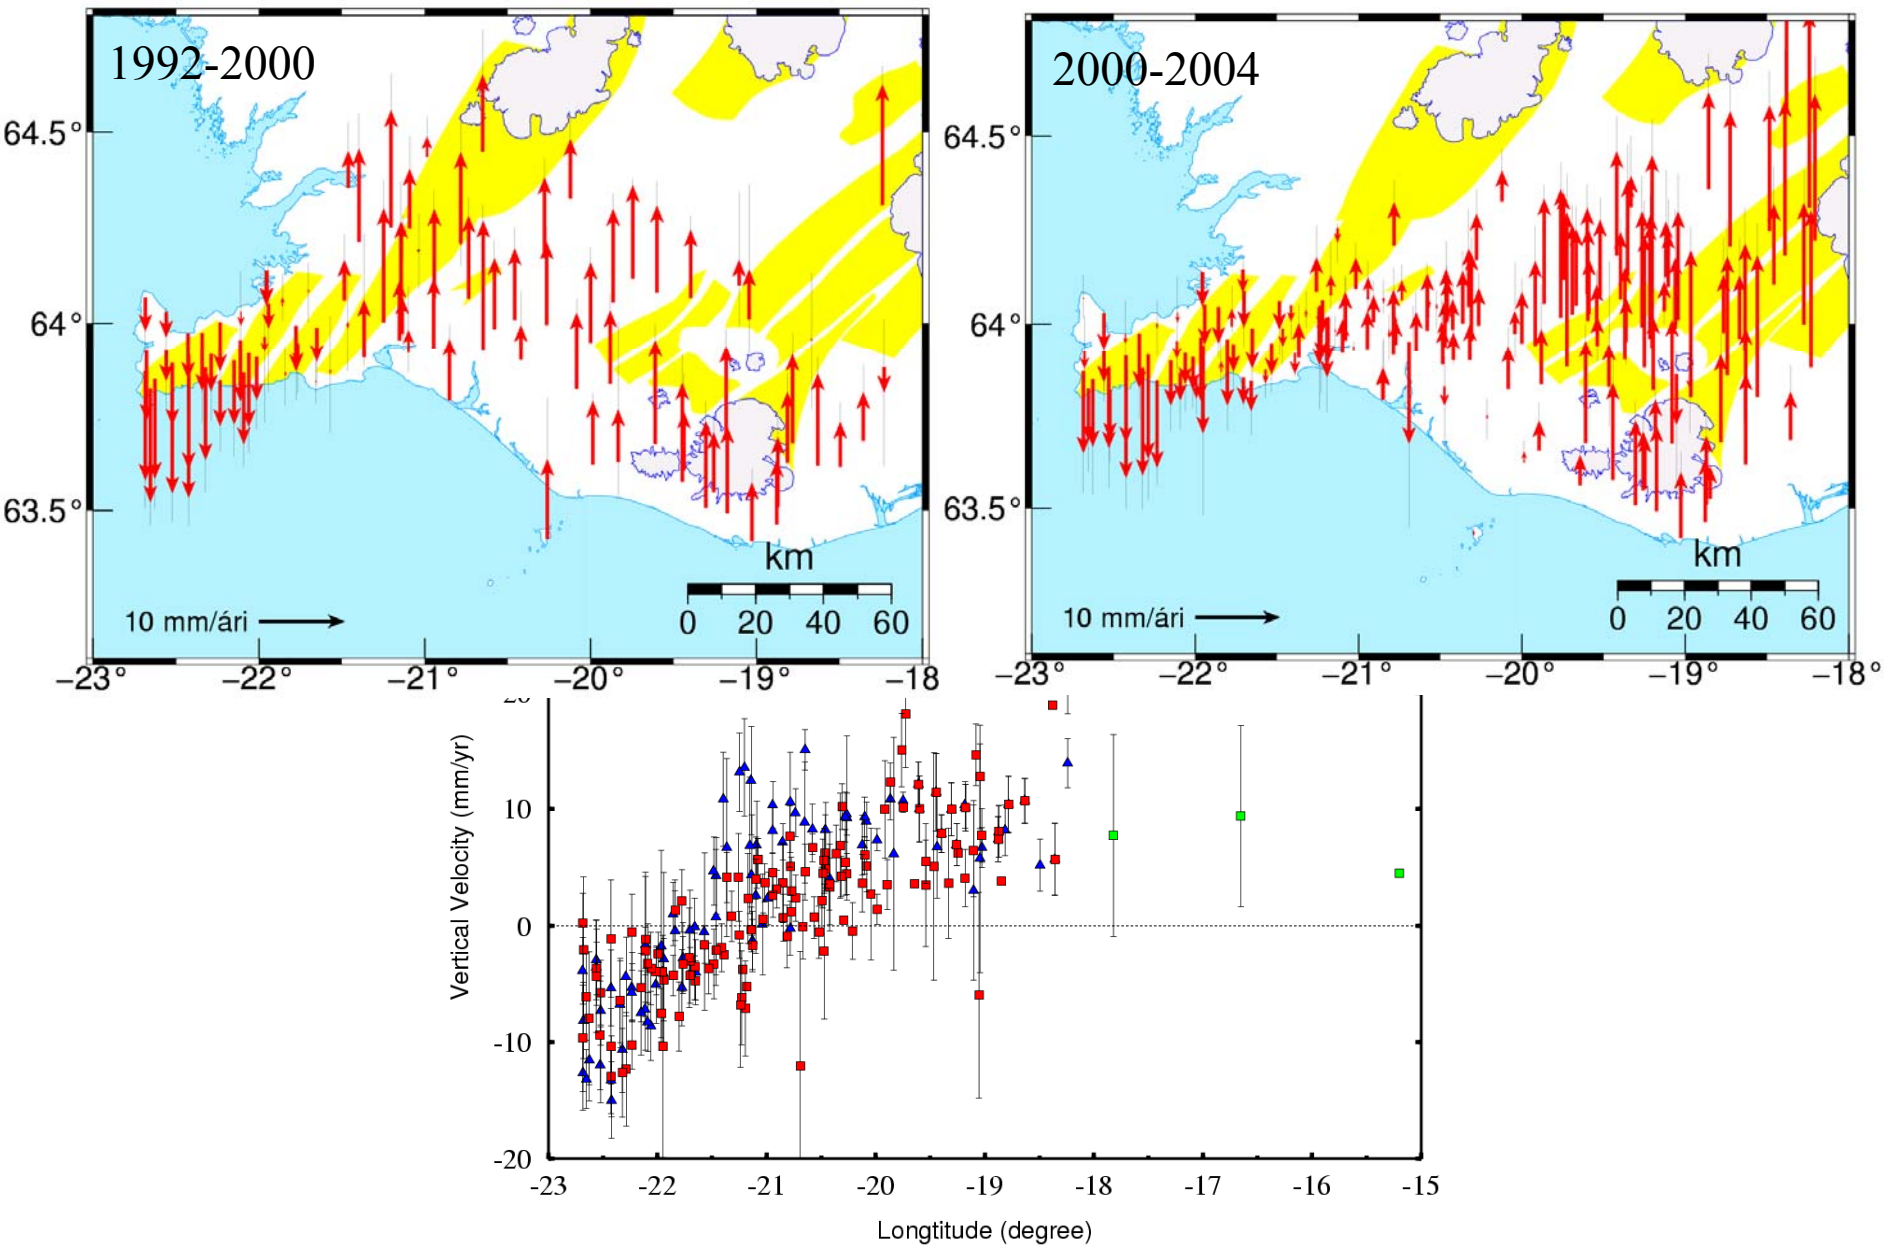 1992-2000
64.5°
64°
63.5°
km
0 20 40 60
10 mm/ári
−23° −22° −21° −20° −19° −18
2000-2004
64.5°
64°
63.5°
km
0 20 40 60
10 mm/ári
−23° −22° −21° −20° −19° −18°
20
10
0
-10
-20
Vertical Velocity (mm/yr)
-23 -22 -21 -20 -19 -18 -17 -16 -15
Longtitude (degree)